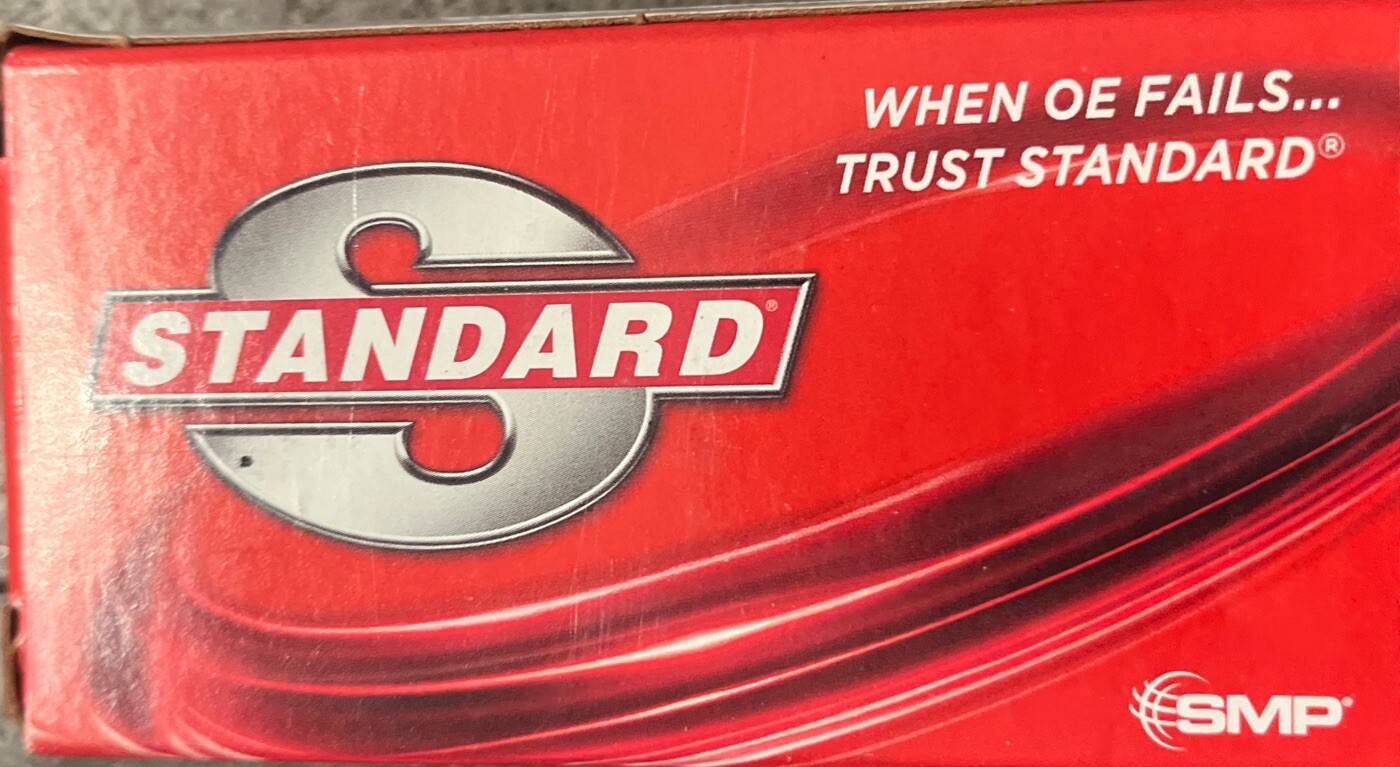 WHEN OE FAILS...
TRUST STANDARD®
S
STANDARD®
SMP®